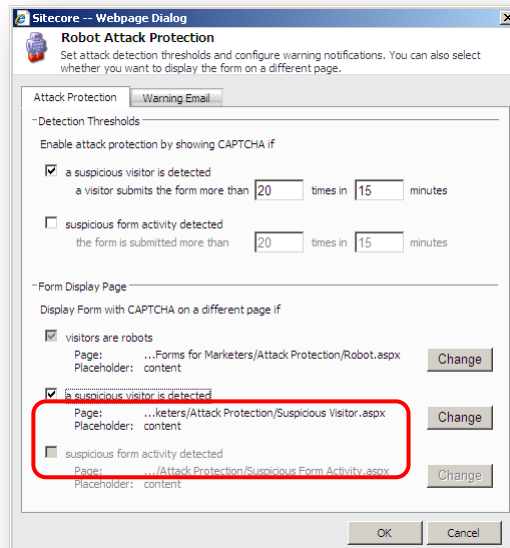 Sitecore -- Webpage Dialog
Robot Attack Protection
Set attack detection thresholds and configure warning notifications. You can also select
whether you want to display the form on a different page.
Attack Protection Warning Email
Detection Thresholds
Enable attack protection by showing CAPTCHA if
a suspicious visitor is detected
a visitor submits the form more than 20 times in 15 minutes
suspicious form activity detected
the form is submitted more than 20 times in 15 minutes
Form Display Page
Display Form with CAPTCHA on a different page if
visitors are robots
Page: ...Forms for Marketers/Attack Protection/Robot.aspx
Change
Placeholder: content
a suspicious visitor is detected
Page: ...keters/Attack Protection/Suspicious Visitor.aspx
Change
Placeholder: content
suspicious form activity detected
Page: .../Attack Protection/Suspicious Form Activity.aspx
Change
Placeholder: content
OK Cancel